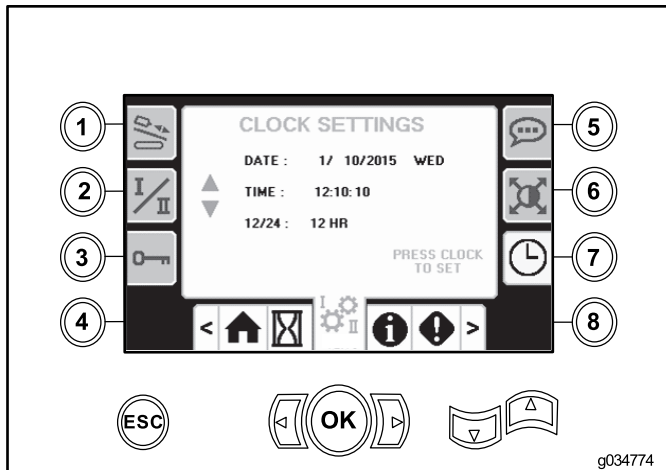 CLOCK SETTINGS
DATE : 1/ 10/2015 WED
TIME : 12:10:10
12/24 : 12 HR
PRESS CLOCK
TO SET
1
2
3
4
5
6
7
8
I/II
I
II
<
>
ESC
OK
g034774